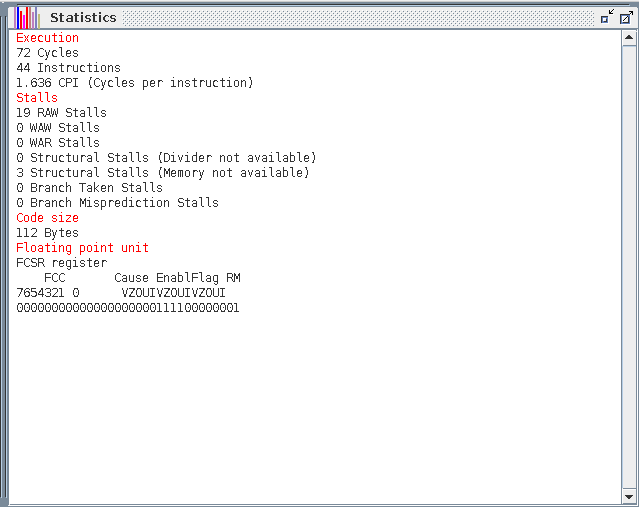 Statistics
Execution
72 Cycles
44 Instructions
1.636 CPI (Cycles per instruction)
Stalls
19 RAW Stalls
0 WAW Stalls
0 WAR Stalls
0 Structural Stalls (Divider not available)
3 Structural Stalls (Memory not available)
0 Branch Taken Stalls
0 Branch Misprediction Stalls
Code size
112 Bytes
Floating point unit
FCSR register
    FCC       Cause EnablFlag RM
7654321 0      VZOUIVZOUIVZOUI
00000000000000000000111100000001